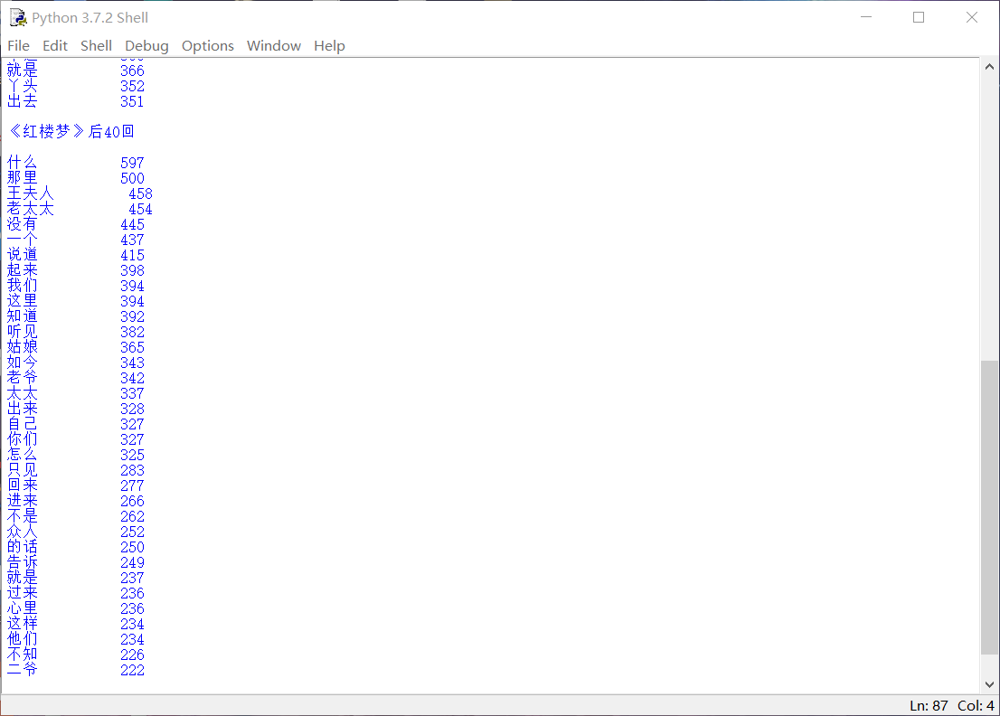 Python 3.7.2 Shell
File Edit Shell Debug Options Window Help
就是 366
丫头 352
出去 351
《红楼梦》后40回
什么 597
那里 500
王夫人 458
老太太 454
没有 445
一个 437
说道 415
起来 398
我们 394
这里 394
知道 392
听见 382
姑娘 365
如今 343
老爷 342
太太 337
出来 328
自己 327
你们 327
怎么 325
只见 283
回来 277
进来 266
不是 262
众人 252
的话 250
告诉 249
就是 237
过来 236
心里 236
这样 234
他们 234
不知 226
二爷 222
Ln: 87 Col: 4